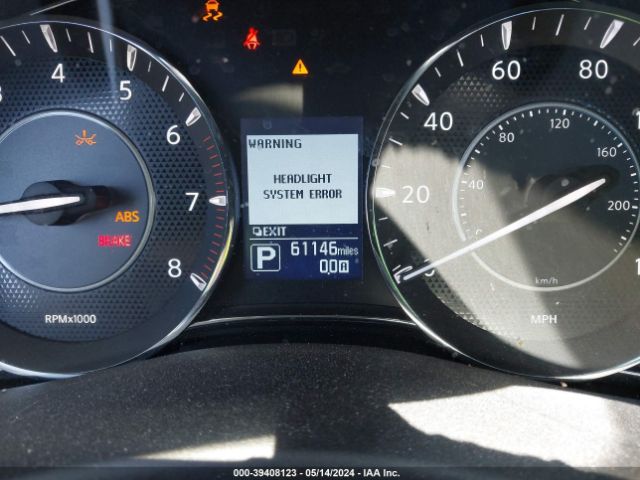 4
5
6
7
8
ABS
BRAKE
RPMx1000
WARNING
HEADLIGHT
SYSTEM ERROR
EXIT
P
61146miles
0.0
20
40
60
80
40
80
120
160
200
km/h
MPH
000-39408123 - 05/14/2024 - IAA Inc.